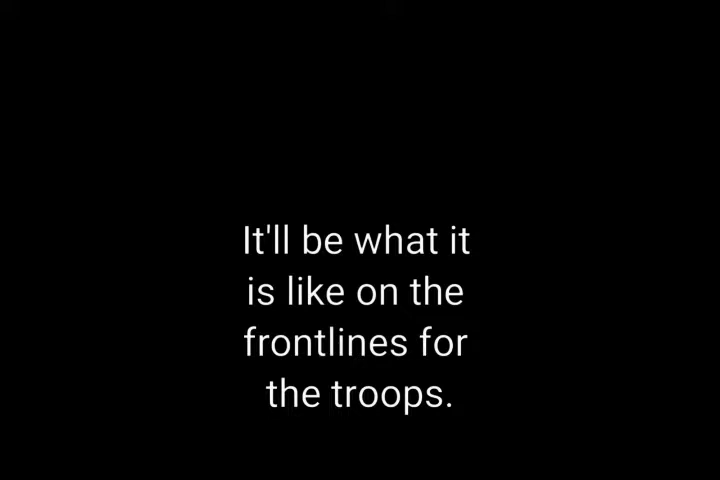 It'll be what it
is like on the
frontlines for
the troops.